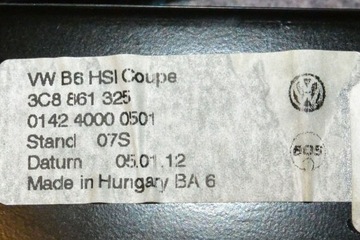 VW B6 HSI Coupe
3C8 861 325
0142 4000 0501
Stand 07S
Datum 05.01.12
Made in Hungary BA 6